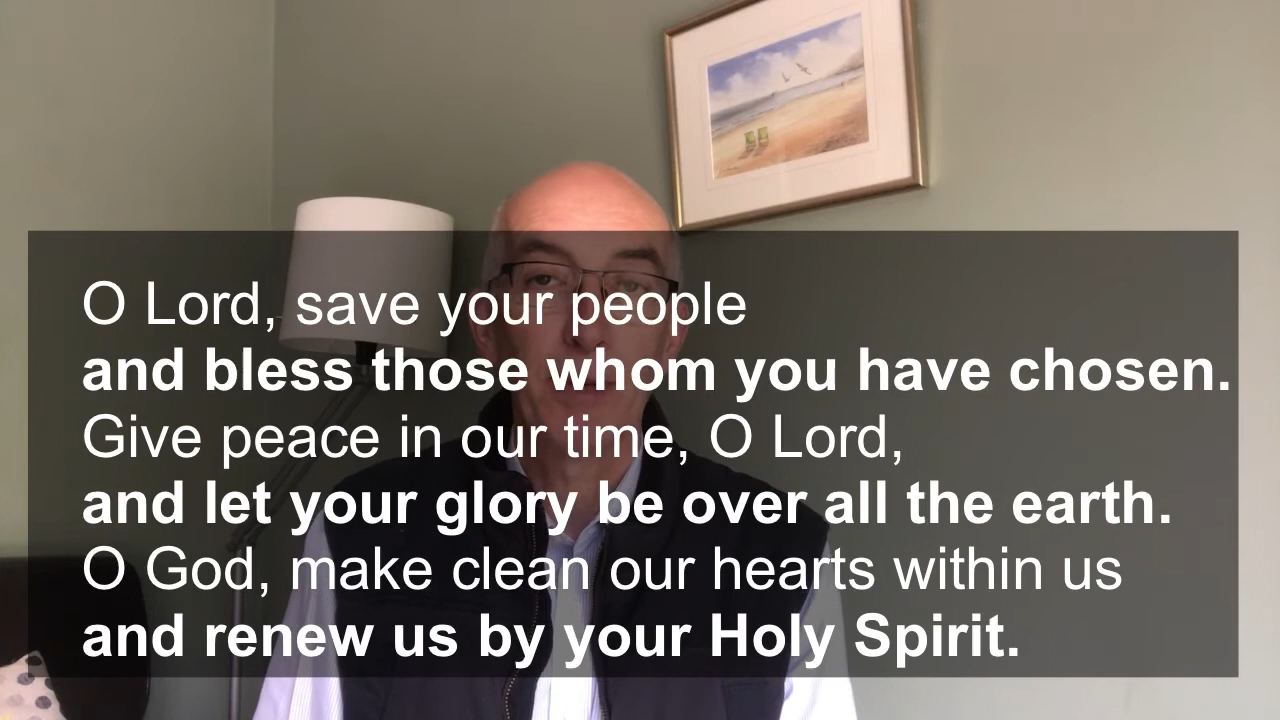 O Lord, save your people
and bless those whom you have chosen.
Give peace in our time, O Lord,
and let your glory be over all the earth.
O God, make clean our hearts within us
and renew us by your Holy Spirit.